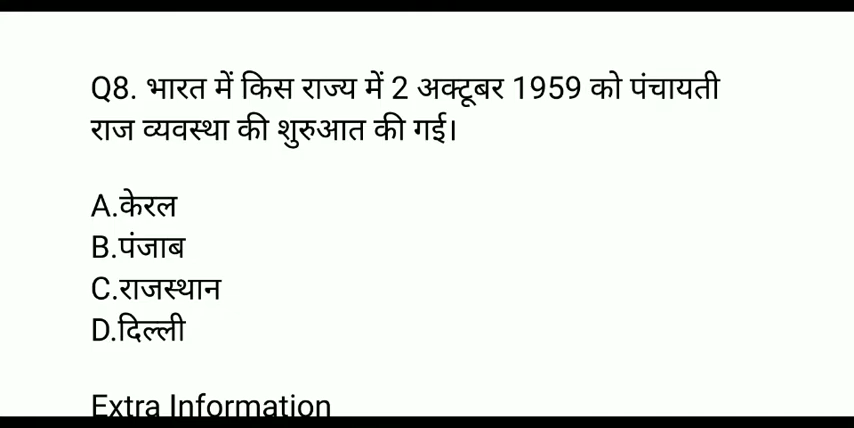 Q8. भारत में किस राज्य में 2 अक्टूबर 1959 को पंचायती
राज व्यवस्था की शुरुआत की गई।
A.केरल
B.पंजाब
C.राजस्थान
D.दिल्ली
Extra Information